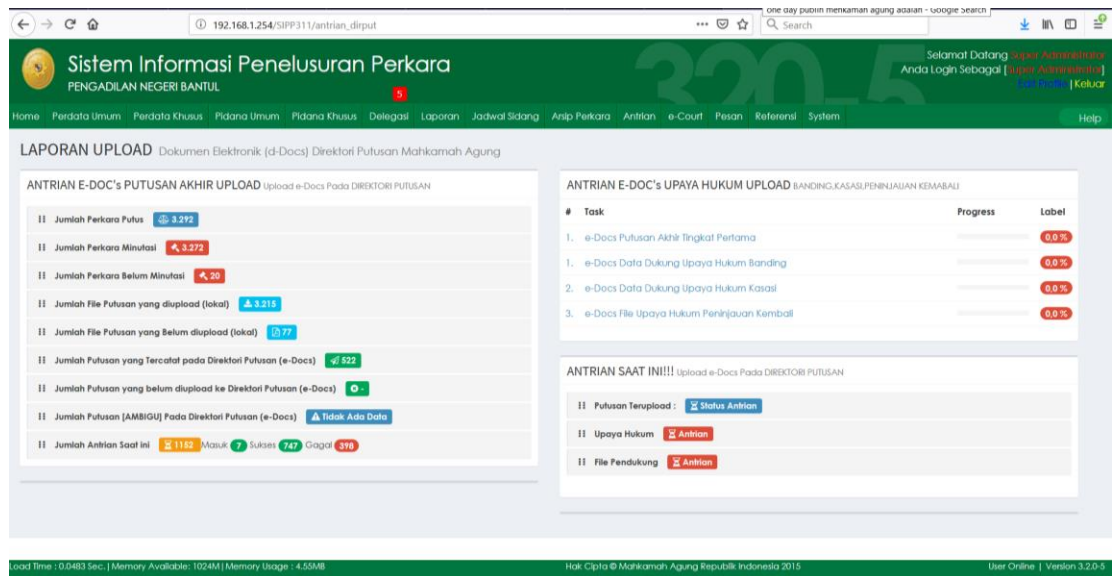 one day publih menkaman agung adalah - Google Search
192.168.1.254/SIPP311/antrian_dirput
Search
Sistem Informasi Penelusuran Perkara
PENGADILAN NEGERI BANTUL
5
320-5
Selamat Datang Super Administrator
Anda Login Sebagai [Super Administrator]
Edit Profile | Keluar
Home Perdata Umum Perdata Khusus Pidana Umum Pidana Khusus Delegasi Laporan Jadwal Sidang Arsip Perkara Antrian e-Court Pesan Referensi System Help
LAPORAN UPLOAD Dokumen Elektronik (d-Docs) Direktori Putusan Mahkamah Agung
ANTRIAN E-DOC's PUTUSAN AKHIR UPLOAD Upload e-Docs Pada DIREKTORI PUTUSAN
Jumlah Perkara Putus 3.292
Jumlah Perkara Minutasi 3.272
Jumlah Perkara Belum Minutasi 20
Jumlah File Putusan yang diupload (lokal) 3.215
Jumlah File Putusan yang Belum diupload (lokal) 77
Jumlah Putusan yang Tercatat pada Direktori Putusan (e-Docs) 522
Jumlah Putusan yang belum diupload ke Direktori Putusan (e-Docs) -
Jumlah Putusan [AMBIGU] Pada Direktori Putusan (e-Docs) Tidak Ada Data
Jumlah Antrian Saat ini 1152 Masuk 7 Sukses 747 Gagal 398
ANTRIAN E-DOC's UPAYA HUKUM UPLOAD BANDING,KASASI,PENINJAUAN KEMABALI
# Task Progress Label
1. e-Docs Putusan Akhir Tingkat Pertama 0,0 %
1. e-Docs Data Dukung Upaya Hukum Banding 0,0 %
2. e-Docs Data Dukung Upaya Hukum Kasasi 0,0 %
3. e-Docs File Upaya Hukum Peninjauan Kembali 0,0 %
ANTRIAN SAAT INI!!! Upload e-Docs Pada DIREKTORI PUTUSAN
Putusan Terupload : Status Antrian
Upaya Hukum Antrian
File Pendukung Antrian
Load Time : 0.0483 Sec. | Memory Available: 1024M | Memory Usage : 4.55MB
Hak Cipta © Mahkamah Agung Republik Indonesia 2015
User Online | Version 3.2.0-5